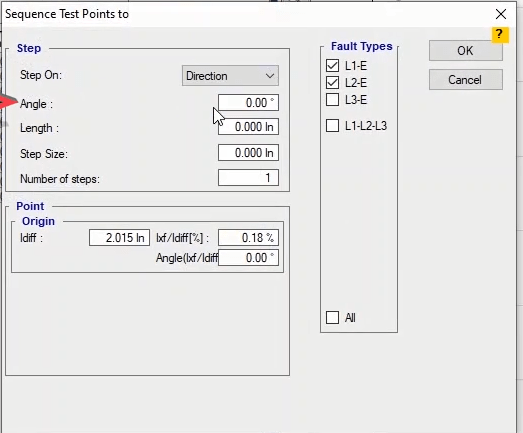 Sequence Test Points to
?
Step
Step On: Direction
Angle : 0.00 °
Length : 0.000 In
Step Size: 0.000 In
Number of steps: 1
Point
Origin
Idiff : 2.015 In Ixf/Idiff[%] : 0.18 %
Angle(Ixf/Idiff 0.00 °
Fault Types
L1-E
L2-E
L3-E
L1-L2-L3
All
OK
Cancel